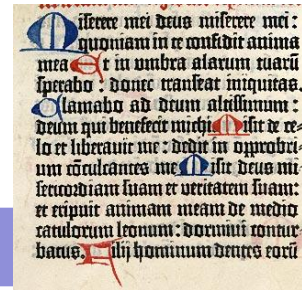 Miserere mei deus miserere mei :
quoniam in te confidit anima
mea Et in vmbra alarum tuarū
sperabo : donec transeat iniquitas.
Clamabo ad deum altissimum :
deum qui benefecit michi Misit de ce-
lo et liberauit me : dedit in opprobri-
um cōculcantes me Misit deus mi-
sericordiam suam et veritatem suam:
et eripuit animam meam de medio
catulorum leonum : dormiui contur-
batus. Filij hominum dentes eorū